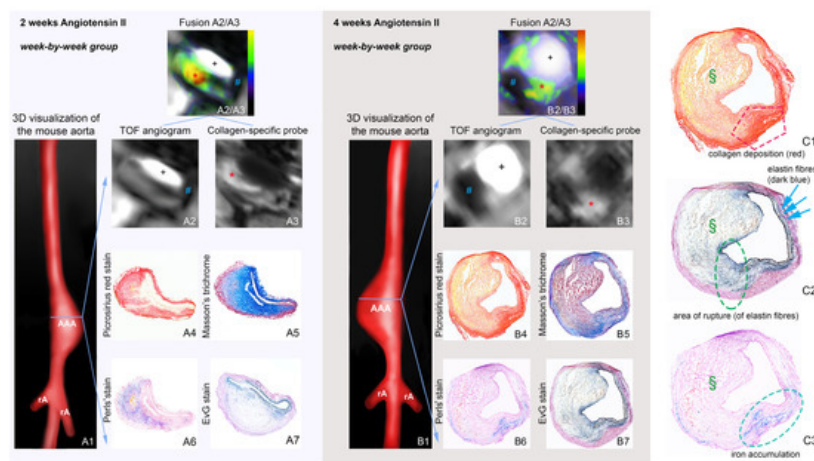 2 weeks Angiotensin II
week-by-week group
Fusion A2/A3
+
*
#
A2/A3
3D visualization of
the mouse aorta
TOF angiogram
Collagen-specific probe
+
#
A2
*
A3
AAA
rA
rA
A1
Picrosirius red stain
A4
Masson's trichrome
A5
Perls' stain
A6
EvG stain
A7
4 weeks Angiotensin II
week-by-week group
Fusion A2/A3
+
*
#
B2/B3
3D visualization of
the mouse aorta
TOF angiogram
Collagen-specific probe
+
#
B2
*
B3
AAA
rA
rA
B1
Picrosirius red stain
B4
Masson's trichrome
B5
Perls' stain
B6
EvG stain
B7
§
C1
collagen deposition (red)
elastin fibres
(dark blue)
§
C2
area of rupture (of elastin fibres)
§
C3
iron accumulation